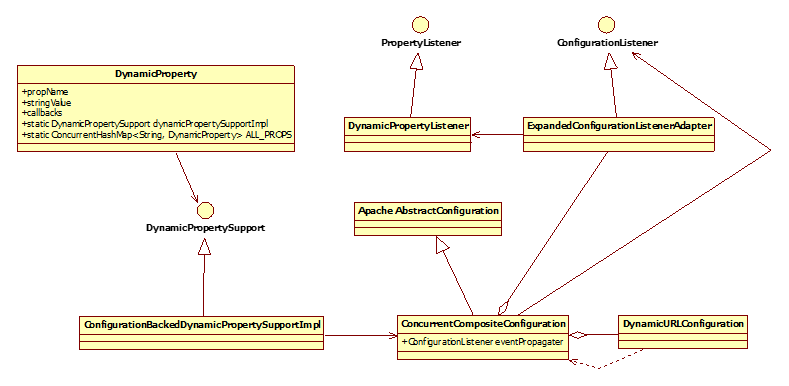 PropertyListener
ConfigurationListener
DynamicProperty
+propName
+stringValue
+callbacks
+static DynamicPropertySupport dynamicPropertySupportImpl
+static ConcurrentHashMap<String, DynamicProperty> ALL_PROPS
DynamicPropertyListener
ExpandedConfigurationListenerAdapter
Apache AbstractConfiguration
DynamicPropertySupport
ConfigurationBackedDynamicPropertySupportImpl
ConcurrentCompositeConfiguration
+ConfigurationListener eventPropagater
DynamicURLConfiguration